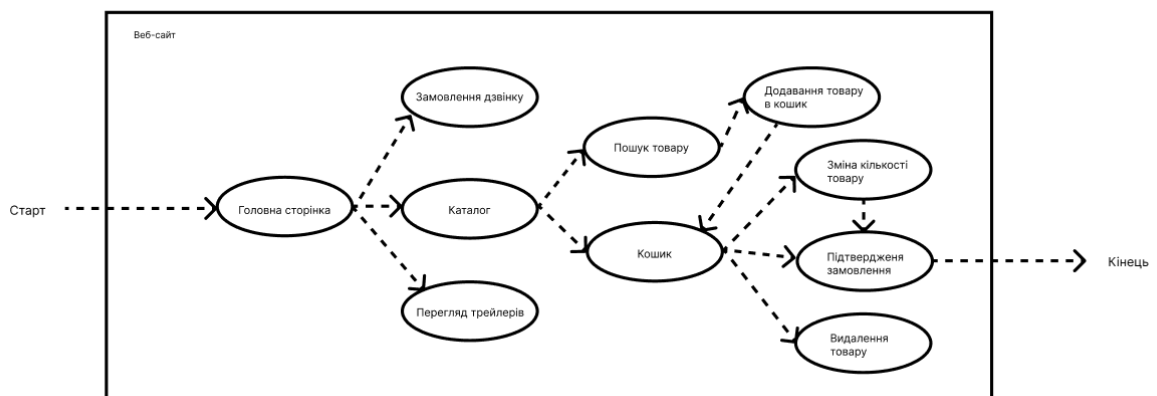 Веб-сайт
Замовлення дзвінку
Додавання товару
в кошик
Пошук товару
Зміна кількості
товару
Старт
Головна сторінка
Каталог
Кошик
Підтвердженя
замовлення
Кінець
Перегляд трейлерів
Видалення
товару